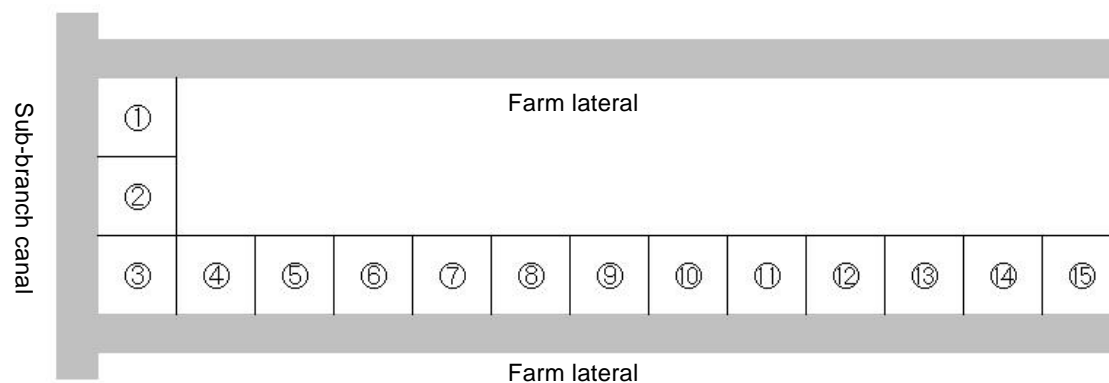 Farm lateral
Sub-branch canal
①
②
③ ④ ⑤ ⑥ ⑦ ⑧ ⑨ ⑩ ⑪ ⑫ ⑬ ⑭ ⑮
Farm lateral